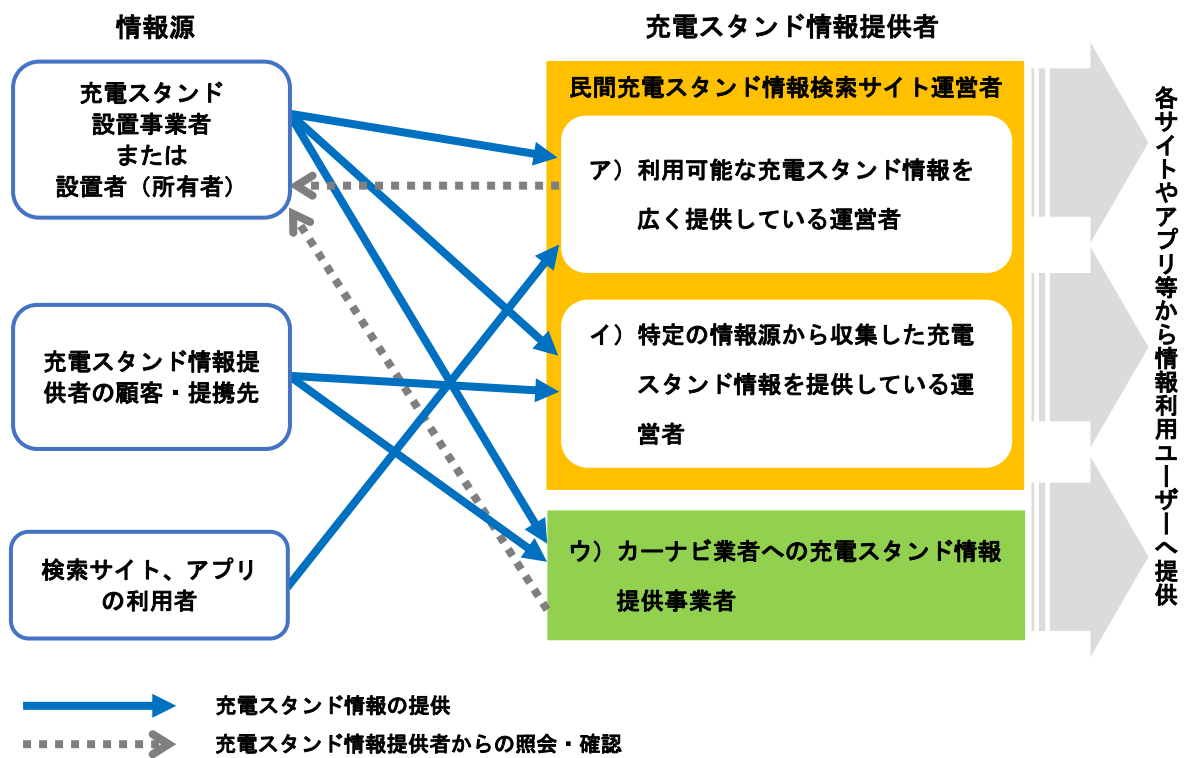 情報源
充電スタンド
設置事業者
または
設置者（所有者）
充電スタンド情報提
供者の顧客・提携先
検索サイト、アプリ
の利用者
充電スタンド情報提供者
民間充電スタンド情報検索サイト運営者
ア）利用可能な充電スタンド情報を
広く提供している運営者
イ）特定の情報源から収集した充電
スタンド情報を提供している運
営者
ウ）カーナビ業者への充電スタンド情報
提供事業者
各サイトやアプリ等から情報利用ユーザーへ提供
充電スタンド情報の提供
充電スタンド情報提供者からの照会・確認